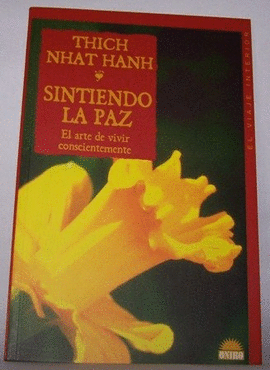 THICH
NHAT HANH
SINTIENDO
LA PAZ
El arte de vivir
conscientemente
EL VIAJE INTERIOR
ONIRO